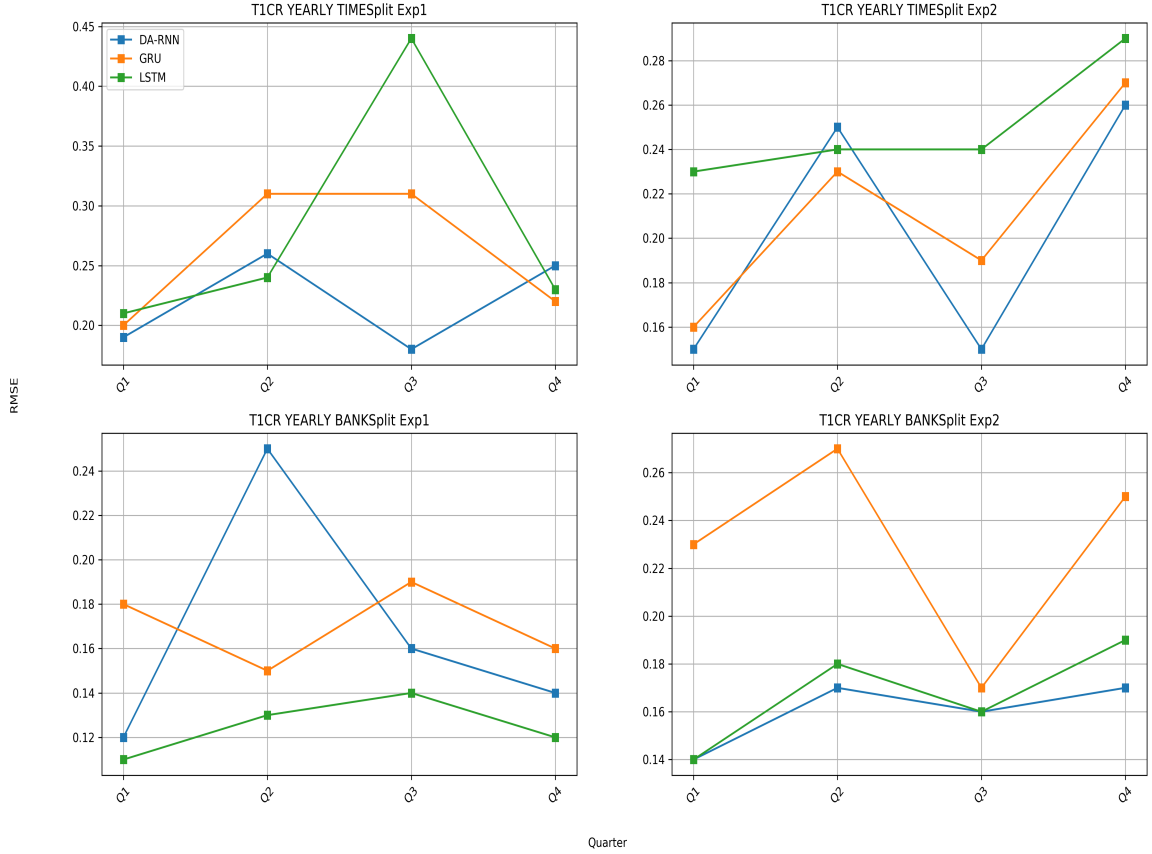 T1CR YEARLY TIMESplit Exp1
0.45
0.40
0.35
0.30
0.25
0.20
DA-RNN
GRU
LSTM
Q1
Q2
Q3
Q4
T1CR YEARLY TIMESplit Exp2
0.28
0.26
0.24
0.22
0.20
0.18
0.16
Q1
Q2
Q3
Q4
RMSE
T1CR YEARLY BANKSplit Exp1
0.24
0.22
0.20
0.18
0.16
0.14
0.12
Q1
Q2
Q3
Q4
T1CR YEARLY BANKSplit Exp2
0.26
0.24
0.22
0.20
0.18
0.16
0.14
Q1
Q2
Q3
Q4
Quarter